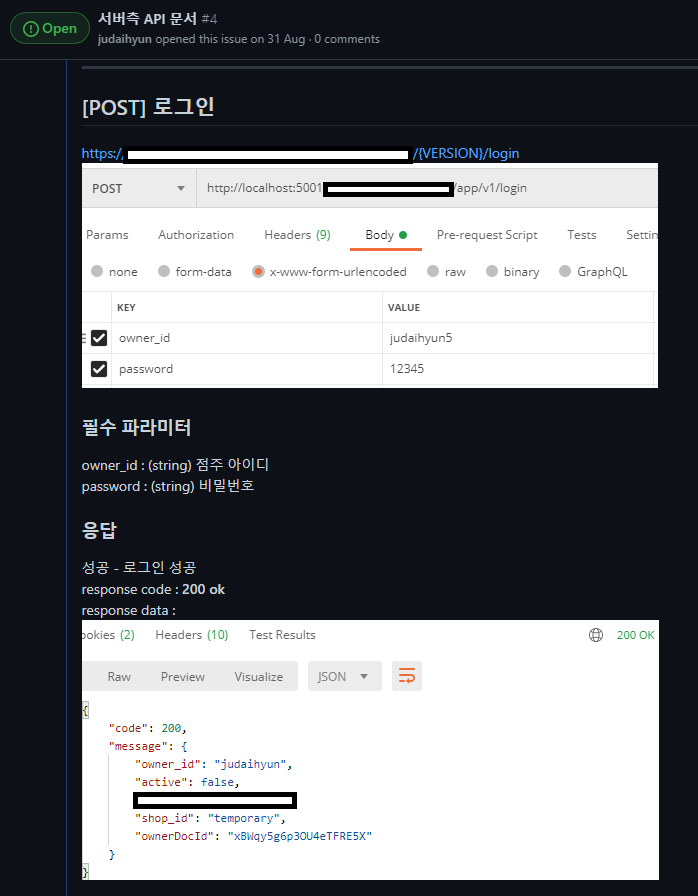 Open
서버측 API 문서 #4
judaihyun opened this issue on 31 Aug · 0 comments
[POST] 로그인
https:/ /{VERSION}/login
POST http://localhost:5001 /app/v1/login
Params Authorization Headers (9) Body Pre-request Script Tests Settin
none form-data x-www-form-urlencoded raw binary GraphQL
KEY VALUE
owner_id judaihyun5
password 12345
필수 파라미터
owner_id : (string) 점주 아이디
password : (string) 비밀번호
응답
성공 - 로그인 성공
response code : 200 ok
response data :
ookies (2) Headers (10) Test Results 200 OK
Raw Preview Visualize JSON
{
"code": 200,
"message": {
"owner_id": "judaihyun",
"active": false,
"shop_id": "temporary",
"ownerDocId": "xBWqy5g6p3OU4eTFRE5X"
}
}